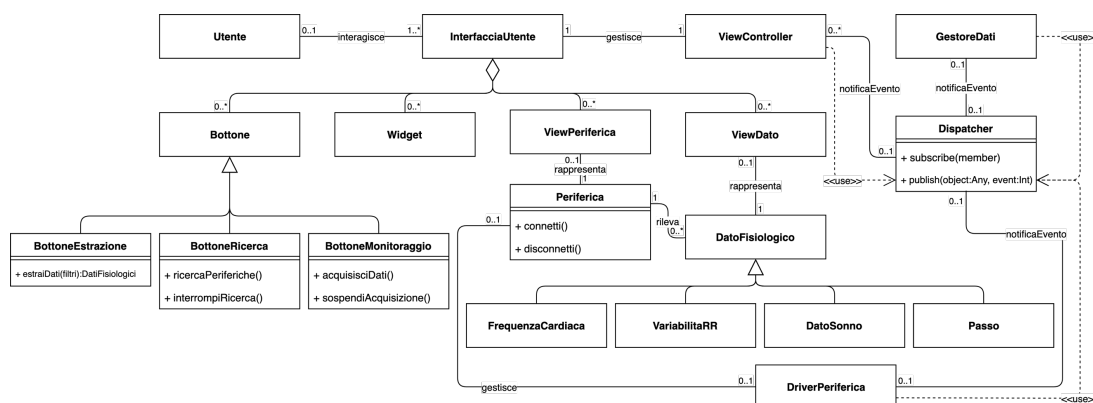 Utente
0..1
interagisce
1..*
InterfacciaUtente
1
gestisce
1
ViewController
0..*
GestoreDati
<<use>
0..1
notificaEvento
0..1
notificaEvento
0..*
Bottone
0..*
Widget
0..*
ViewPeriferica
0..*
ViewDato
Dispatcher
+ subscribe(member)
+ publish(object:Any, event:Int)
0..1
<<use>>
0..1
rappresenta
1
0..1
rappresenta
1
0..1
notificaEvento
Periferica
+ connetti()
+ disconnetti()
0..1
1
rileva
0..*
DatoFisiologico
BottoneEstrazione
+ estraiDati(filtri):DatiFisiologici
BottoneRicerca
+ ricercaPeriferiche()
+ interrompiRicerca()
BottoneMonitoraggio
+ acquisisciDati()
+ sospendiAcquisizione()
FrequenzaCardiaca
VariabilitaRR
DatoSonno
Passo
gestisce
0..1
DriverPeriferica
0..1
<<use>